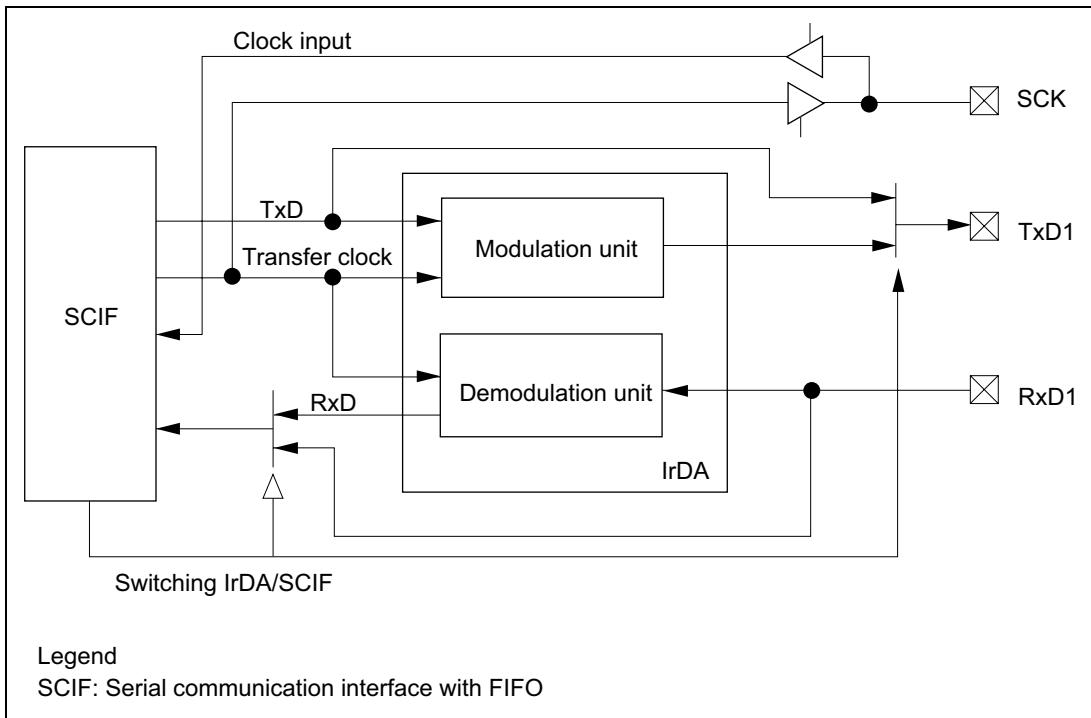 Clock input
SCK
TxD
TxD1
Transfer clock
Modulation unit
SCIF
Demodulation unit
RxD
RxD1
IrDA
Switching IrDA/SCIF
Legend
SCIF: Serial communication interface with FIFO